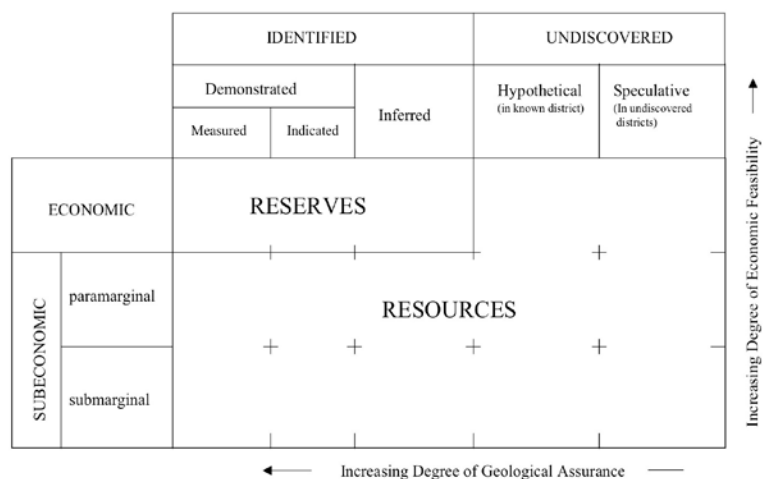 IDENTIFIED
UNDISCOVERED
Demonstrated
Measured
Indicated
Inferred
Hypothetical
(in known district)
Speculative
(In undiscovered
districts)
ECONOMIC
RESERVES
SUBECONOMIC
paramarginal
RESOURCES
submarginal
Increasing Degree of Economic Feasibility
Increasing Degree of Geological Assurance